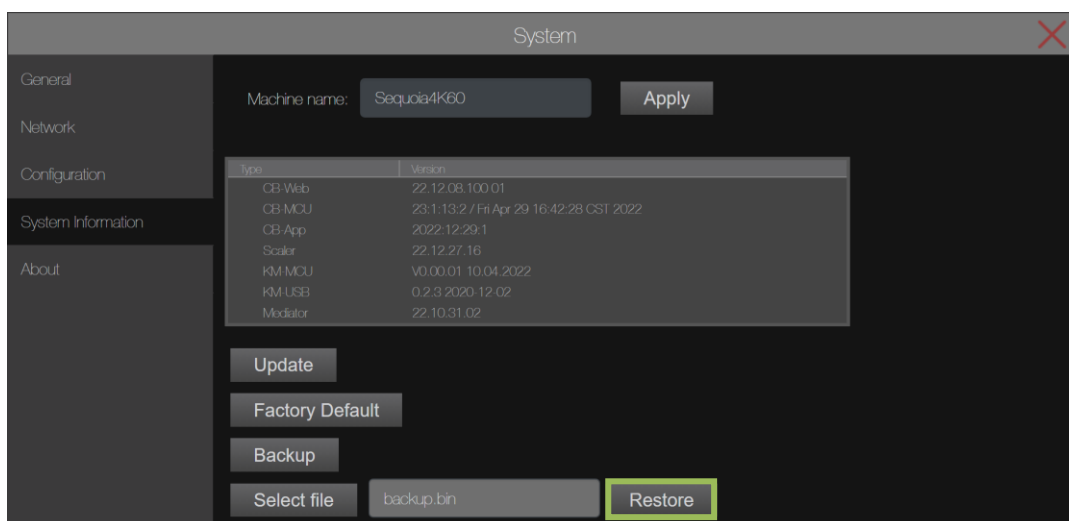 System
General
Network
Configuration
System Information
About
Machine name: Sequoia4K60 Apply
Type Version
CB-Web 22.12.08.100 01
CB-MCU 23:1:13:2 / Fri Apr 29 16:42:28 CST 2022
CB-App 2022:12:29:1
Scaler 22.12.27.16
KM-MCU V0.00.01 10.04.2022
KM-USB 0.2.3 2020-12-02
Mediator 22.10.31.02
Update
Factory Default
Backup
Select file backup.bin Restore